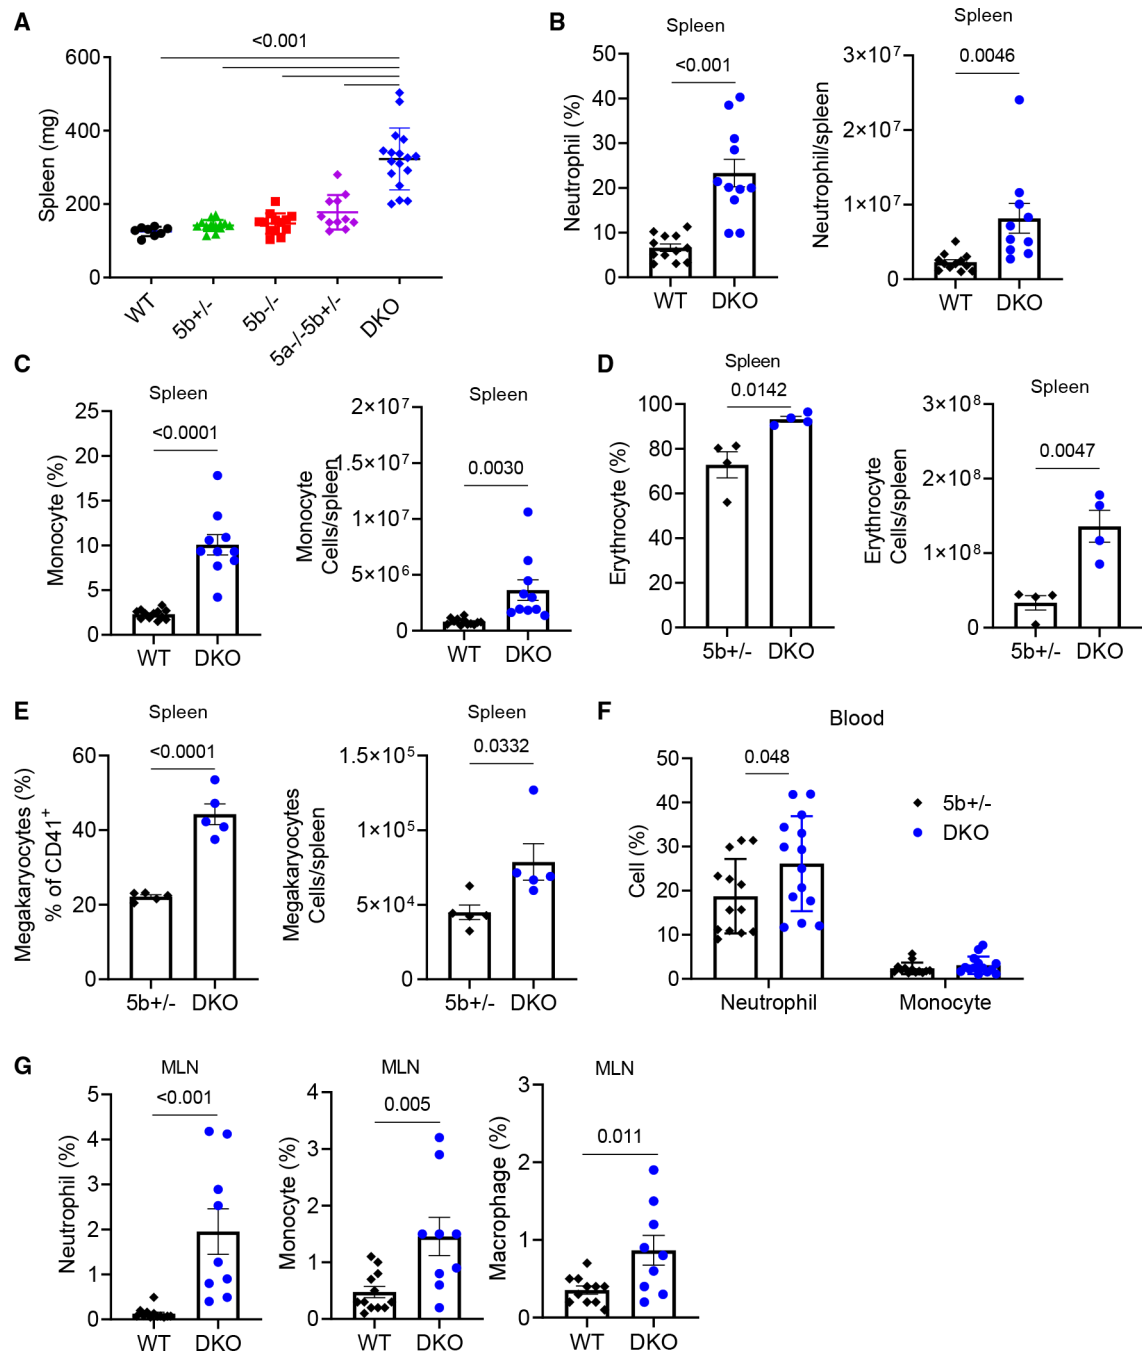 A
<0.001
600
400
200
0
Spleen (mg)
WT
5b+/-
5b-/-
5a-/-5b+/-
DKO
B
Spleen
<0.001
50
40
30
20
10
0
Neutrophil (%)
WT
DKO
Spleen
0.0046
3×10⁷
2×10⁷
1×10⁷
0
Neutrophil/spleen
WT
DKO
C
Spleen
<0.0001
25
20
15
10
5
0
Monocyte (%)
WT
DKO
Spleen
0.0030
2×10⁷
1.5×10⁷
1×10⁷
5×10⁶
0
Monocyte
Cells/spleen
WT
DKO
D
Spleen
0.0142
100
80
60
40
20
0
Erythrocyte (%)
5b+/-
DKO
Spleen
0.0047
3×10⁸
2×10⁸
1×10⁸
0
Erythrocyte
Cells/spleen
5b+/-
DKO
E
Spleen
<0.0001
60
40
20
0
Megakaryocytes (%)
% of CD41⁺
5b+/-
DKO
Spleen
0.0332
1.5×10⁵
1×10⁵
5×10⁴
0
Megakaryocytes
Cells/spleen
5b+/-
DKO
F
Blood
0.048
50
40
30
20
10
0
Cell (%)
5b+/-
DKO
Neutrophil
Monocyte
G
MLN
<0.001
5
4
3
2
1
0
Neutrophil (%)
WT
DKO
MLN
0.005
4
3
2
1
0
Monocyte (%)
WT
DKO
MLN
0.011
3
2
1
0
Macrophage (%)
WT
DKO